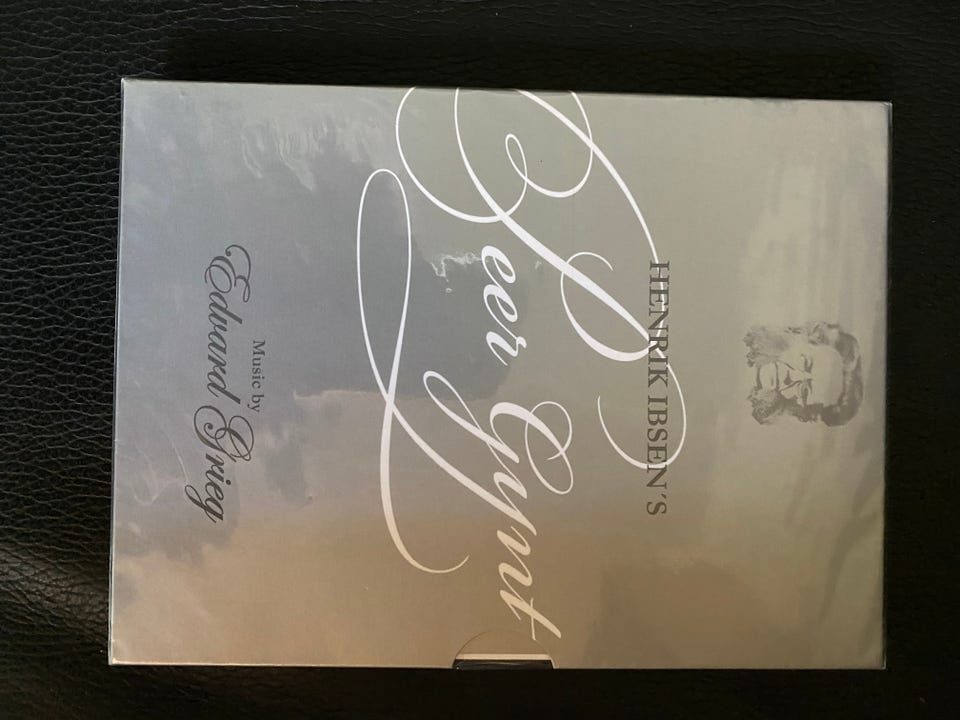 HENRIK IBSEN'S
Peer Gynt
Music by
Edvard Grieg